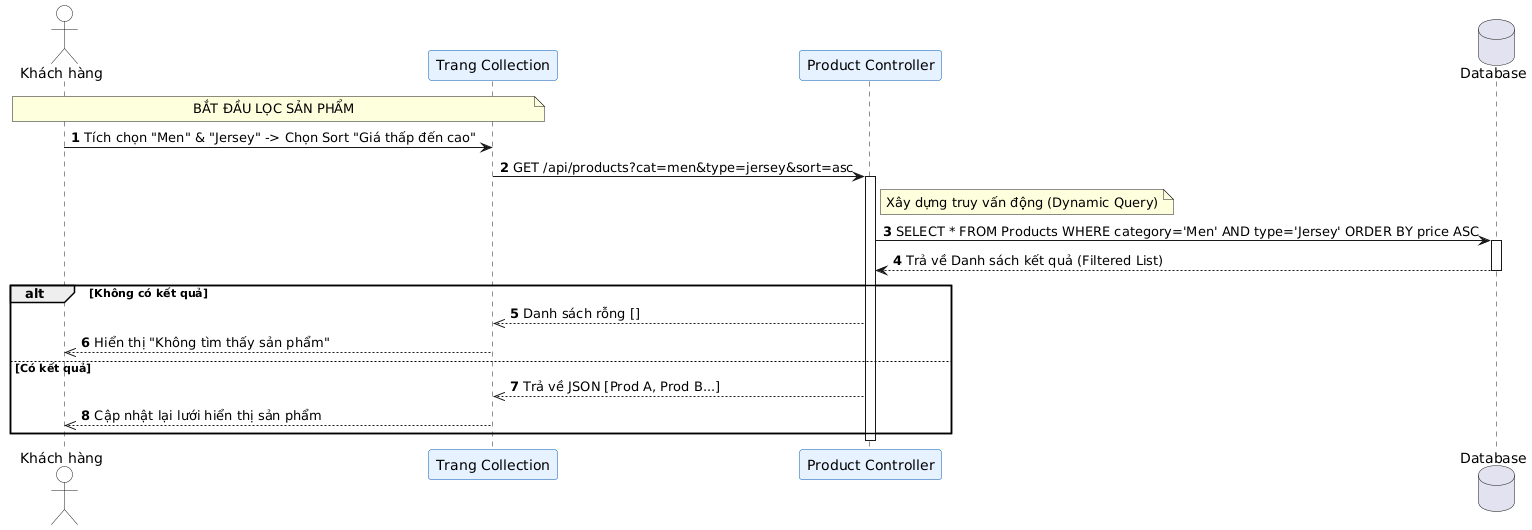 Khách hàng
Trang Collection
Product Controller
Database
BẮT ĐẦU LỌC SẢN PHẨM
1 Tích chọn "Men" & "Jersey" -> Chọn Sort "Giá thấp đến cao"
2 GET /api/products?cat=men&type=jersey&sort=asc
Xây dựng truy vấn động (Dynamic Query)
3 SELECT * FROM Products WHERE category='Men' AND type='Jersey' ORDER BY price ASC
4 Trả về Danh sách kết quả (Filtered List)
alt [Không có kết quả]
5 Danh sách rỗng []
6 Hiển thị "Không tìm thấy sản phẩm"
[Có kết quả]
7 Trả về JSON [Prod A, Prod B...]
8 Cập nhật lại lưới hiển thị sản phẩm
Khách hàng
Trang Collection
Product Controller
Database